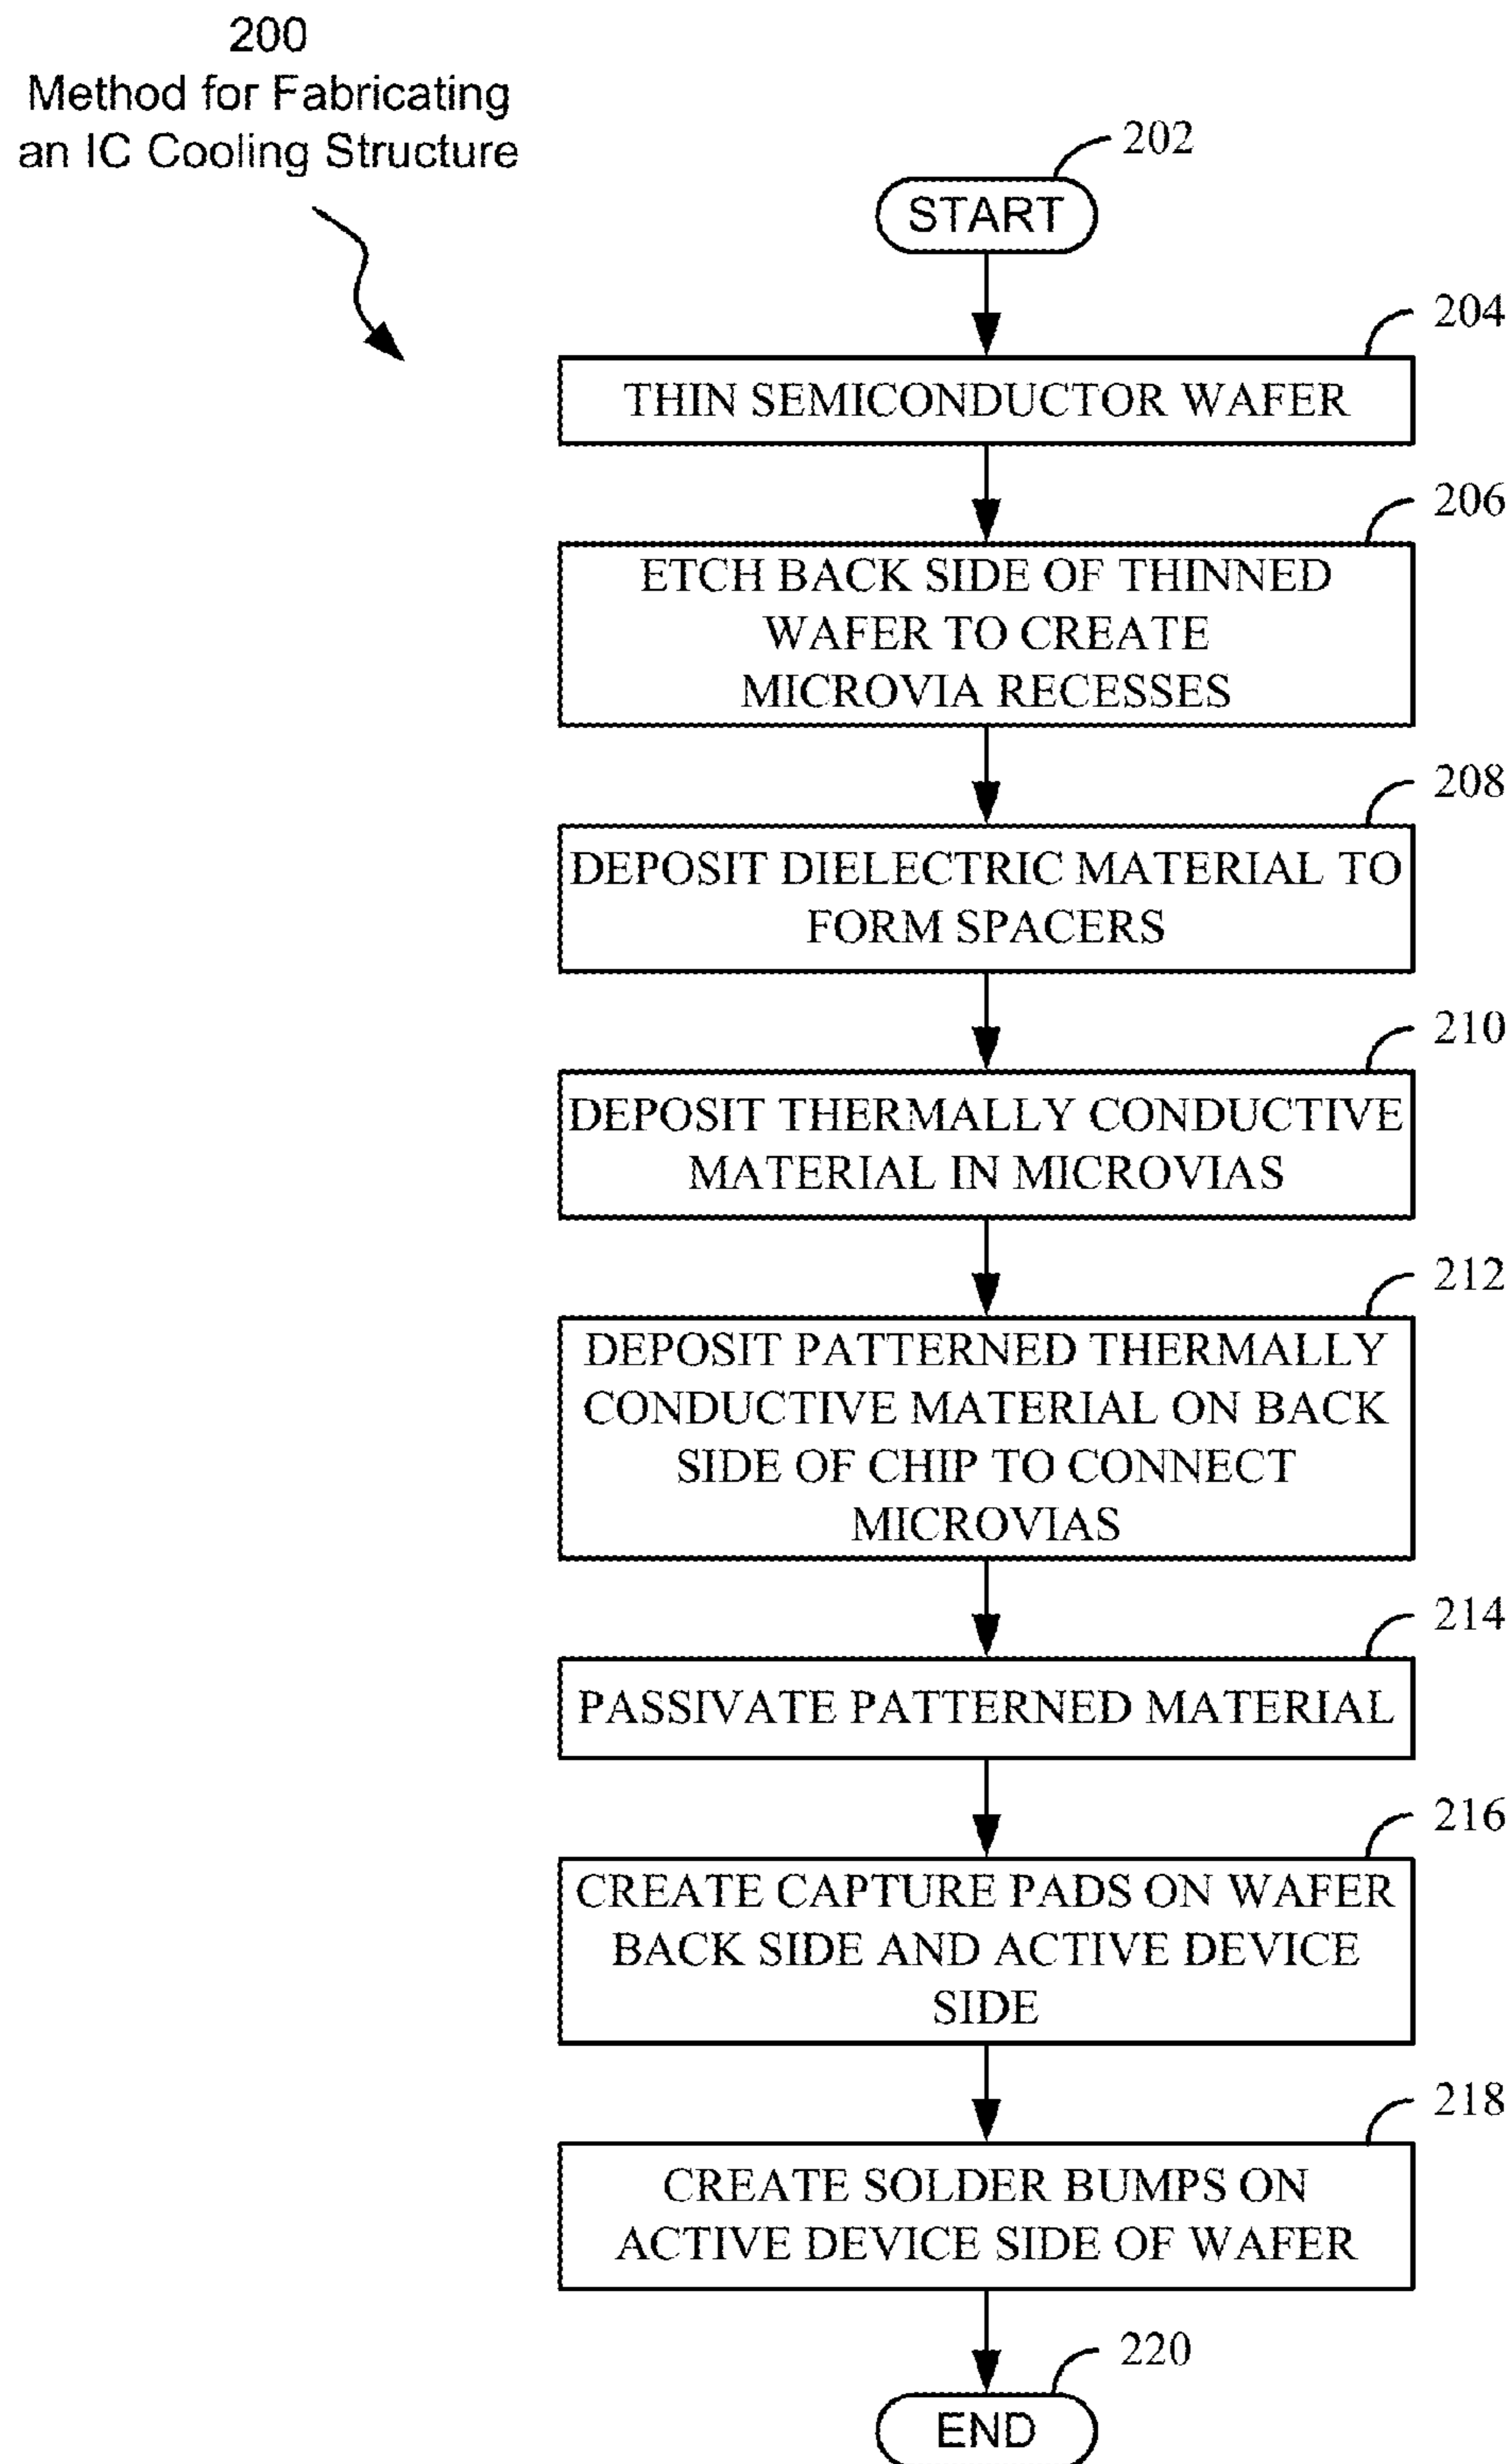 200
Method for Fabricating
an IC Cooling Structure
202
START
204
THIN SEMICONDUCTOR WAFER
206
ETCH BACK SIDE OF THINNED
WAFER TO CREATE
MICROVIA RECESSES
208
DEPOSIT DIELECTRIC MATERIAL TO
FORM SPACERS
210
DEPOSIT THERMALLY CONDUCTIVE
MATERIAL IN MICROVIAS
212
DEPOSIT PATTERNED THERMALLY
CONDUCTIVE MATERIAL ON BACK
SIDE OF CHIP TO CONNECT
MICROVIAS
214
PASSIVATE PATTERNED MATERIAL
216
CREATE CAPTURE PADS ON WAFER
BACK SIDE AND ACTIVE DEVICE
SIDE
218
CREATE SOLDER BUMPS ON
ACTIVE DEVICE SIDE OF WAFER
220
END